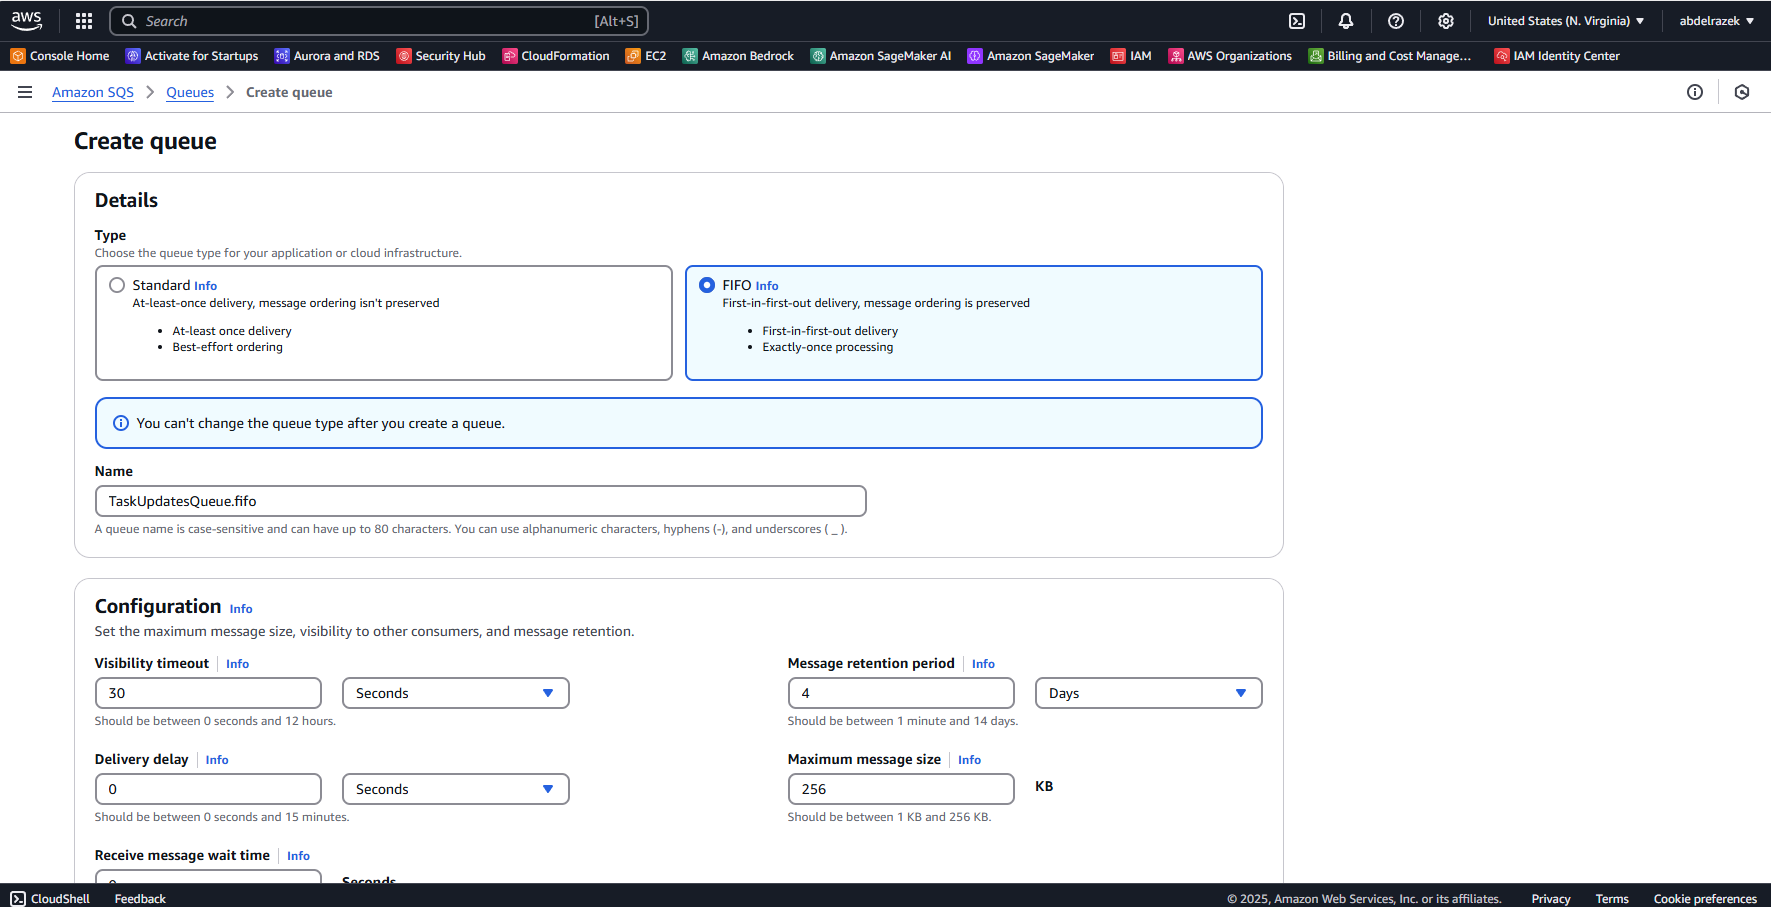 aws
Search [Alt+S]
United States (N. Virginia)
abdelrazek
Console Home Activate for Startups Aurora and RDS Security Hub CloudFormation EC2 Amazon Bedrock Amazon SageMaker AI Amazon SageMaker IAM AWS Organizations Billing and Cost Manage... IAM Identity Center
Amazon SQS Queues Create queue
Create queue
Details
Type
Choose the queue type for your application or cloud infrastructure.
Standard Info
At-least-once delivery, message ordering isn't preserved
• At-least once delivery
• Best-effort ordering
FIFO Info
First-in-first-out delivery, message ordering is preserved
• First-in-first-out delivery
• Exactly-once processing
You can't change the queue type after you create a queue.
Name
TaskUpdatesQueue.fifo
A queue name is case-sensitive and can have up to 80 characters. You can use alphanumeric characters, hyphens (-), and underscores ( _ ).
Configuration Info
Set the maximum message size, visibility to other consumers, and message retention.
Visibility timeout Info
30 Seconds
Should be between 0 seconds and 12 hours.
Message retention period Info
4 Days
Should be between 1 minute and 14 days.
Delivery delay Info
0 Seconds
Should be between 0 seconds and 15 minutes.
Maximum message size Info
256 KB
Should be between 1 KB and 256 KB.
Receive message wait time Info
0 Seconds
CloudShell Feedback
© 2025, Amazon Web Services, Inc. or its affiliates. Privacy Terms Cookie preferences